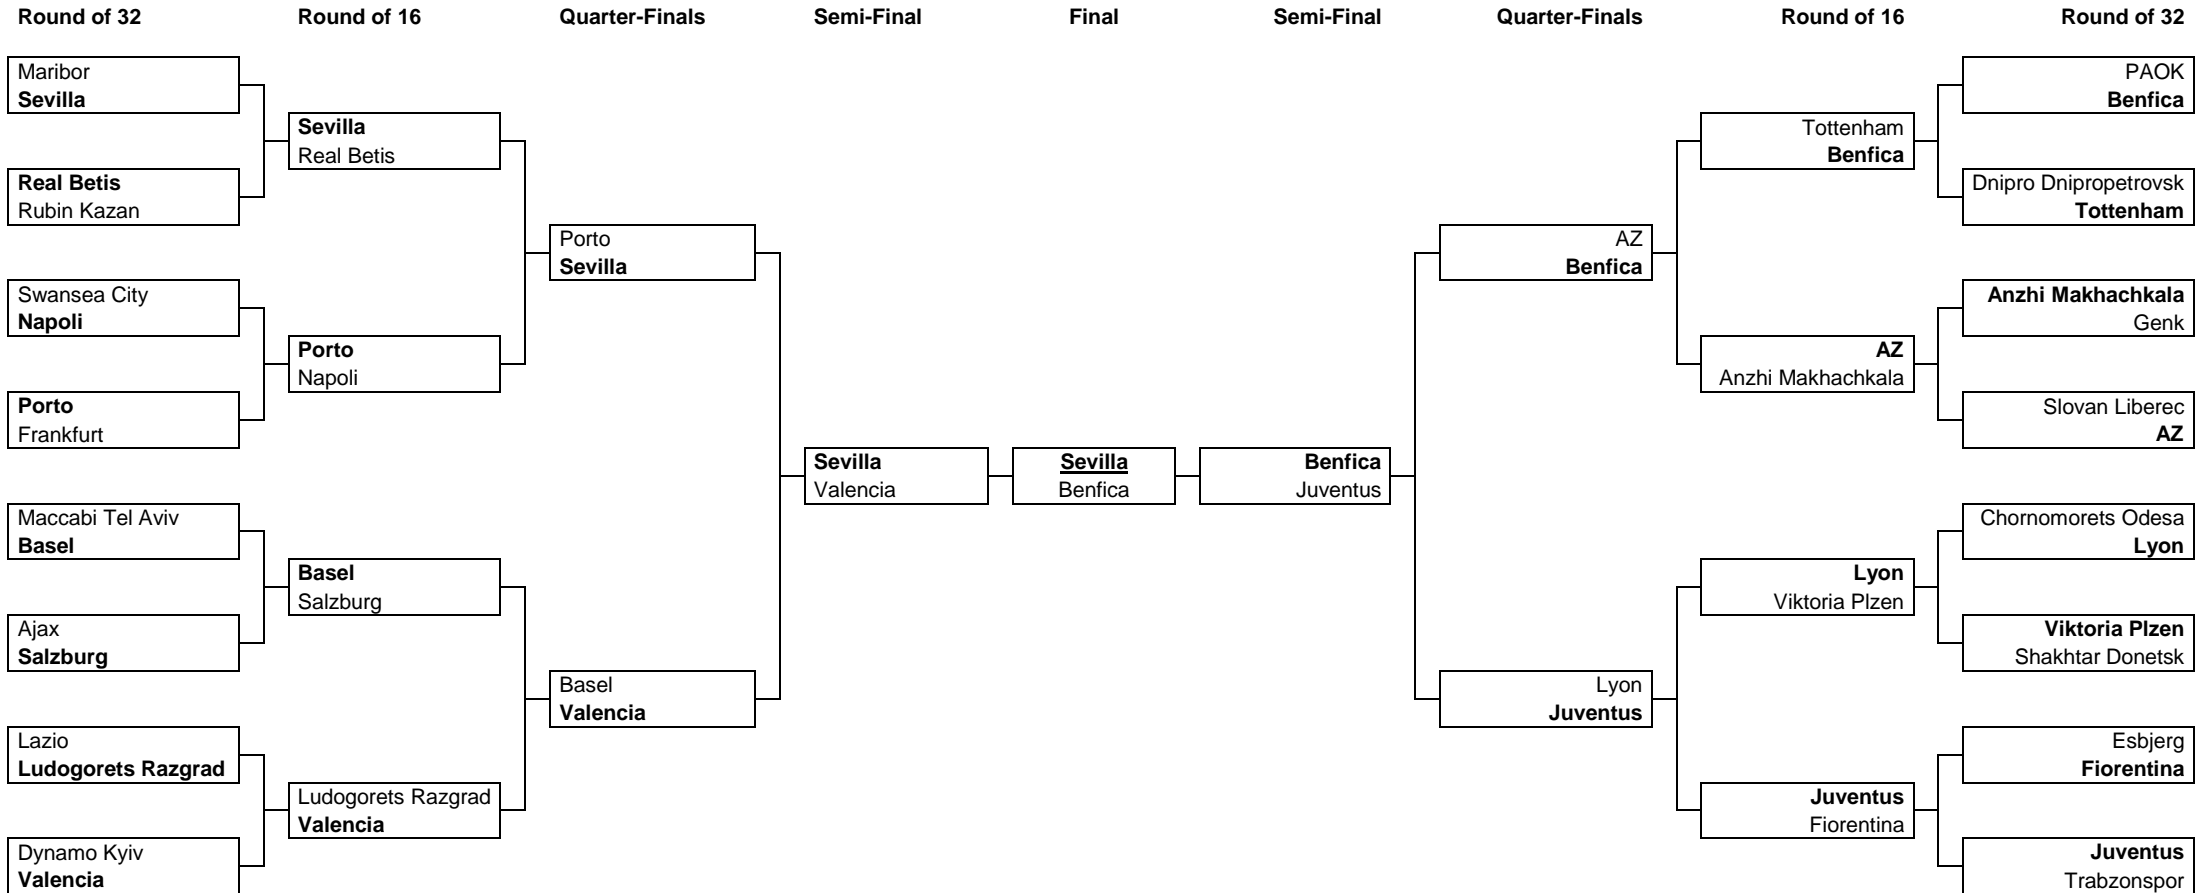 Round of 32
Round of 16
Quarter-Finals
Semi-Final
Final
Semi-Final
Quarter-Finals
Round of 16
Round of 32
Maribor
Sevilla
Real Betis
Rubin Kazan
Swansea City
Napoli
Porto
Frankfurt
Maccabi Tel Aviv
Basel
Ajax
Salzburg
Lazio
Ludogorets Razgrad
Dynamo Kyiv
Valencia
Sevilla
Real Betis
Porto
Napoli
Basel
Salzburg
Ludogorets Razgrad
Valencia
Porto
Sevilla
Basel
Valencia
Sevilla
Valencia
Sevilla
Benfica
Benfica
Juventus
AZ
Benfica
Lyon
Juventus
Tottenham
Benfica
AZ
Anzhi Makhachkala
Lyon
Viktoria Plzen
Juventus
Fiorentina
PAOK
Benfica
Dnipro Dnipropetrovsk
Tottenham
Anzhi Makhachkala
Genk
Slovan Liberec
AZ
Chornomorets Odesa
Lyon
Viktoria Plzen
Shakhtar Donetsk
Esbjerg
Fiorentina
Juventus
Trabzonspor